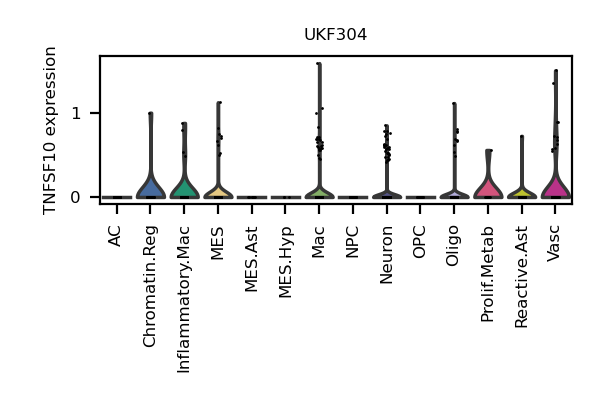 UKF304
TNFSF10 expression
1
0
AC
Chromatin.Reg
Inflammatory.Mac
MES
MES.Ast
MES.Hyp
Mac
NPC
Neuron
OPC
Oligo
Prolif.Metab
Reactive.Ast
Vasc